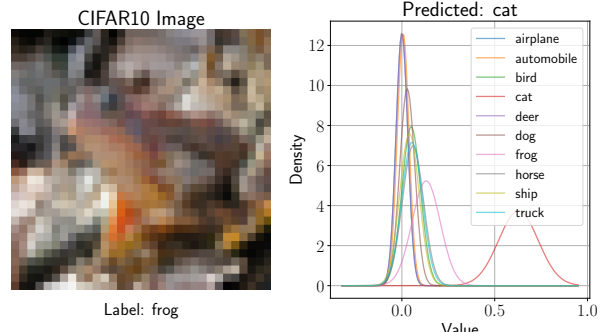 CIFAR10 Image
Label: frog
Predicted: cat
Density
12
10
8
6
4
2
0
0.0
0.5
1.0
Value
airplane
automobile
bird
cat
deer
dog
frog
horse
ship
truck